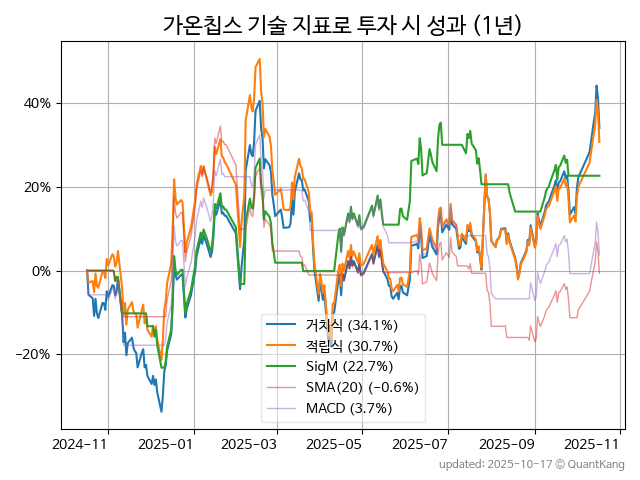 가온칩스 기술 지표로 투자 시 성과 (1년)
40%
20%
0%
−20%
거치식 (34.1%)
적립식 (30.7%)
SigM (22.7%)
SMA(20) (−0.6%)
MACD (3.7%)
2024-11
2025-01
2025-03
2025-05
2025-07
2025-09
2025-11
updated: 2025-10-17 © QuantKang